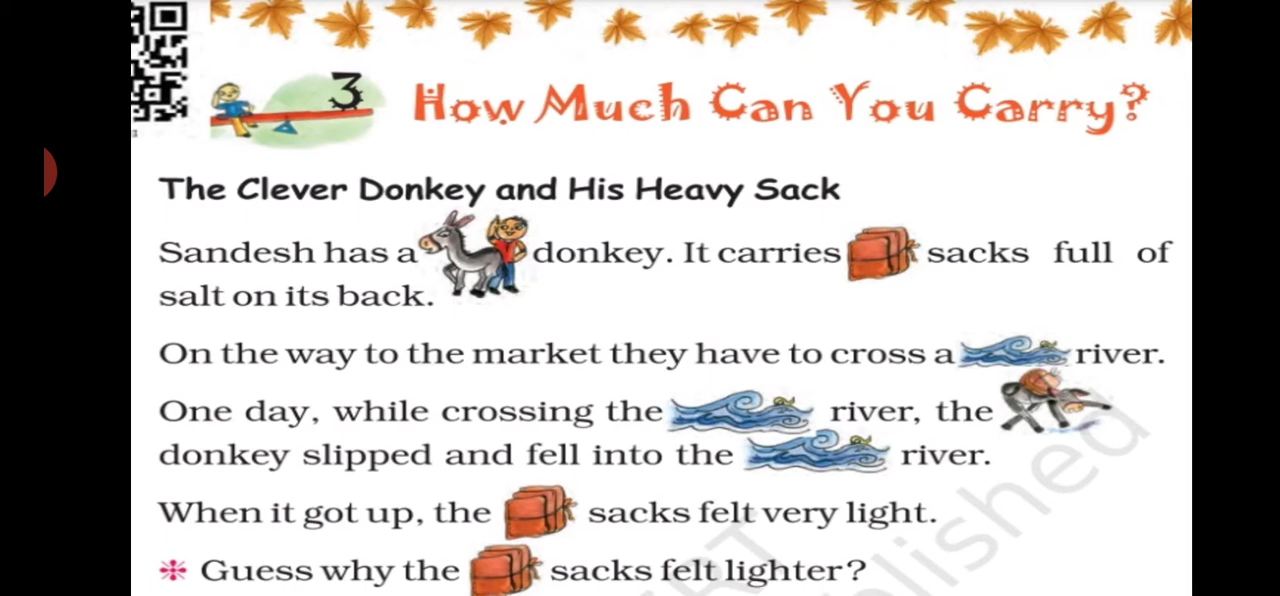 3 How Much Can You Carry?
The Clever Donkey and His Heavy Sack
Sandesh has a donkey. It carries sacks full of
salt on its back.
On the way to the market they have to cross a river.
One day, while crossing the river, the
donkey slipped and fell into the river.
When it got up, the sacks felt very light.
❉ Guess why the sacks felt lighter?